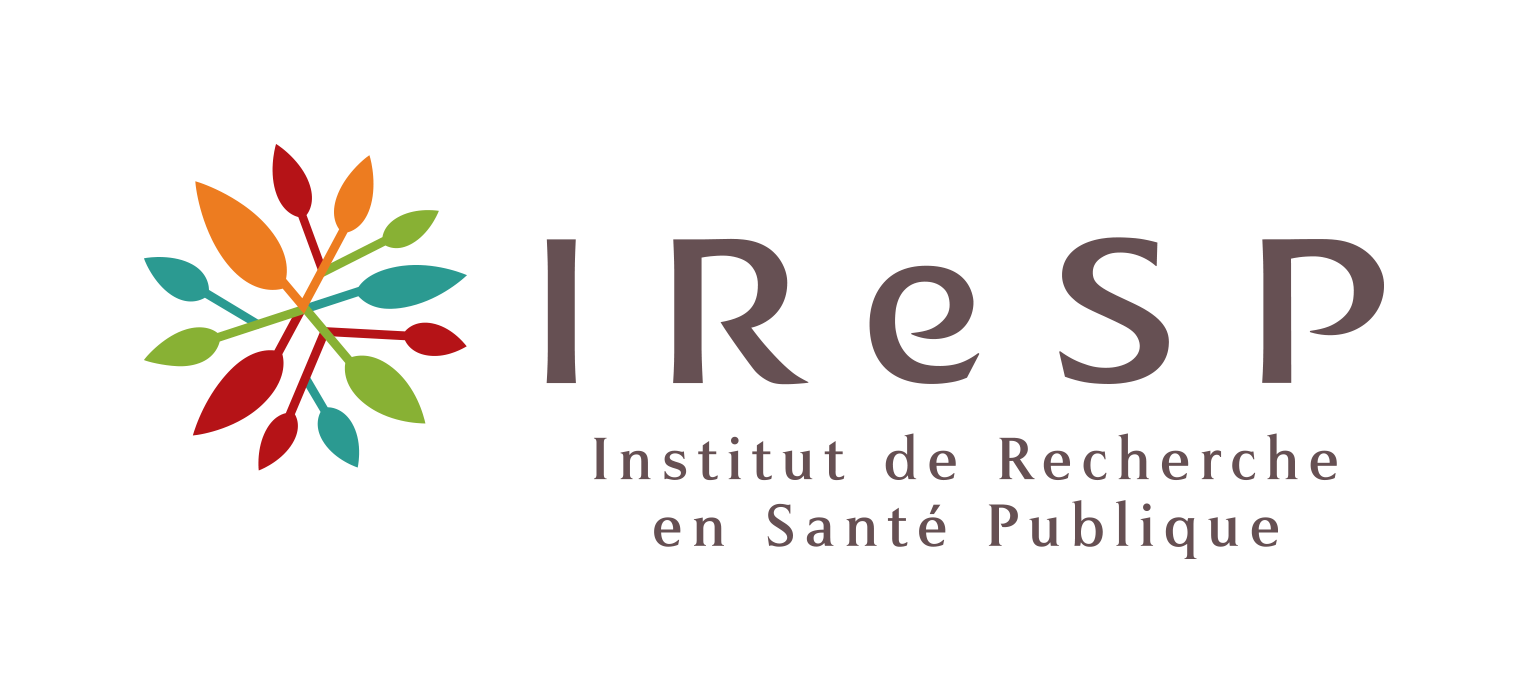 IReSP
Institut de Recherche
en Santé Publique